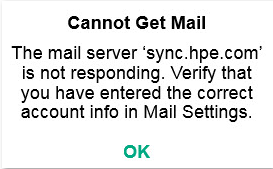 Cannot Get Mail
The mail server ‘sync.hpe.com’
is not responding. Verify that
you have entered the correct
account info in Mail Settings.
OK